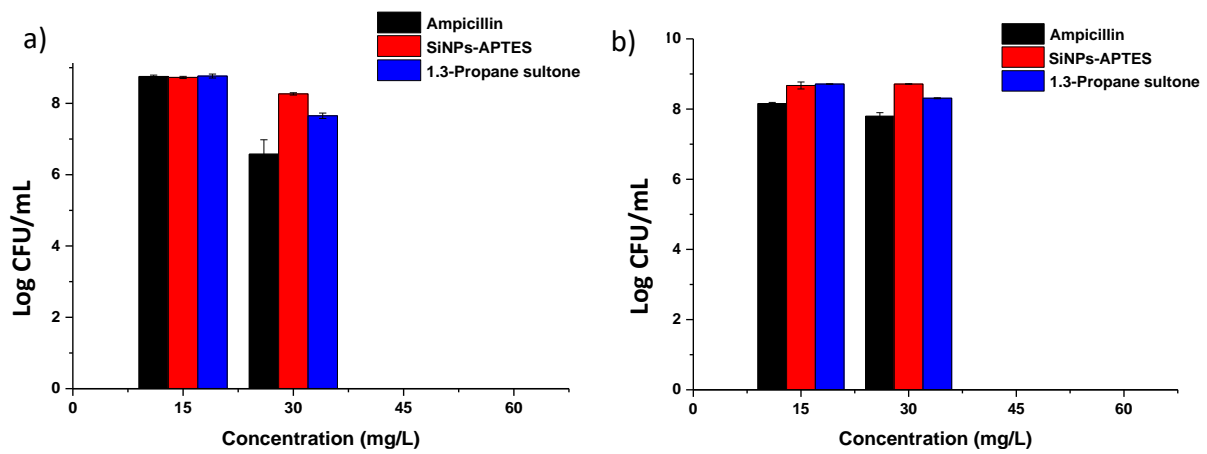 a)
Ampicillin
SiNPs-APTES
1.3-Propane sultone
8
6
4
2
0
Log CFU/mL
0 15 30 45 60
Concentration (mg/L)
b)
Ampicillin
SiNPs-APTES
1.3-Propane sultone
10
8
6
4
2
0
Log CFU/mL
0 15 30 45 60
Concentration (mg/L)